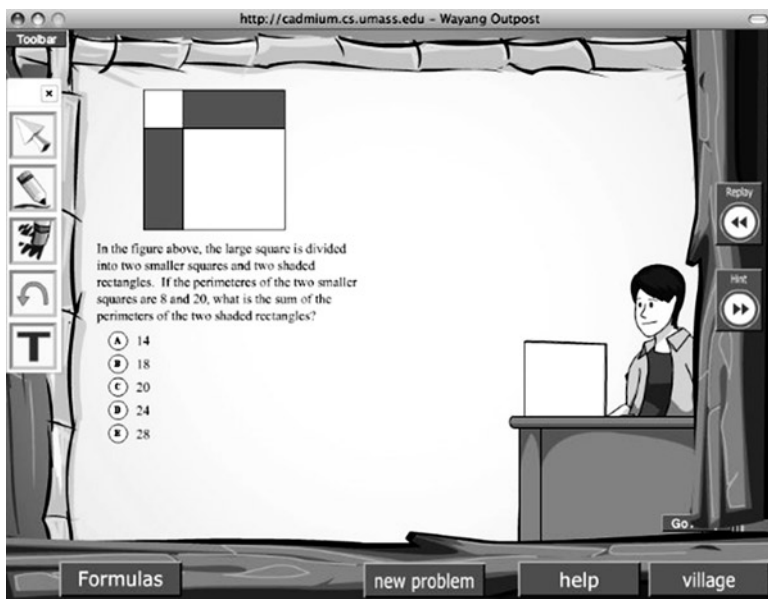 http://cadmium.cs.umass.edu – Wayang Outpost
Toolbar
In the figure above, the large square is divided
into two smaller squares and two shaded
rectangles. If the perimeteres of the two smaller
squares are 8 and 20, what is the sum of the
perimeters of the two shaded rectangles?
A 14
B 18
C 20
D 24
E 28
T
Replay
Hint
Go
Formulas
new problem
help
village